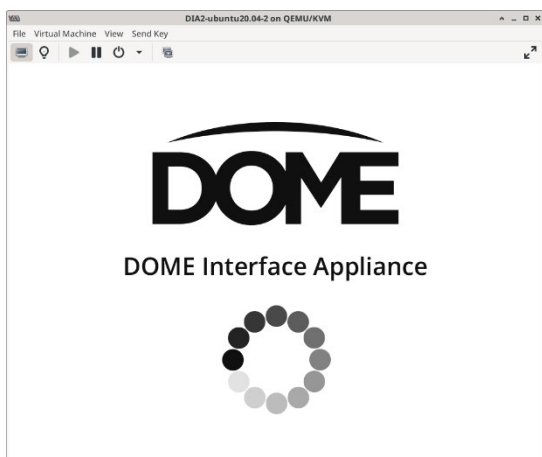 DIA2-ubuntu20.04-2 on QEMU/KVM
File Virtual Machine View Send Key
DOME
DOME Interface Appliance